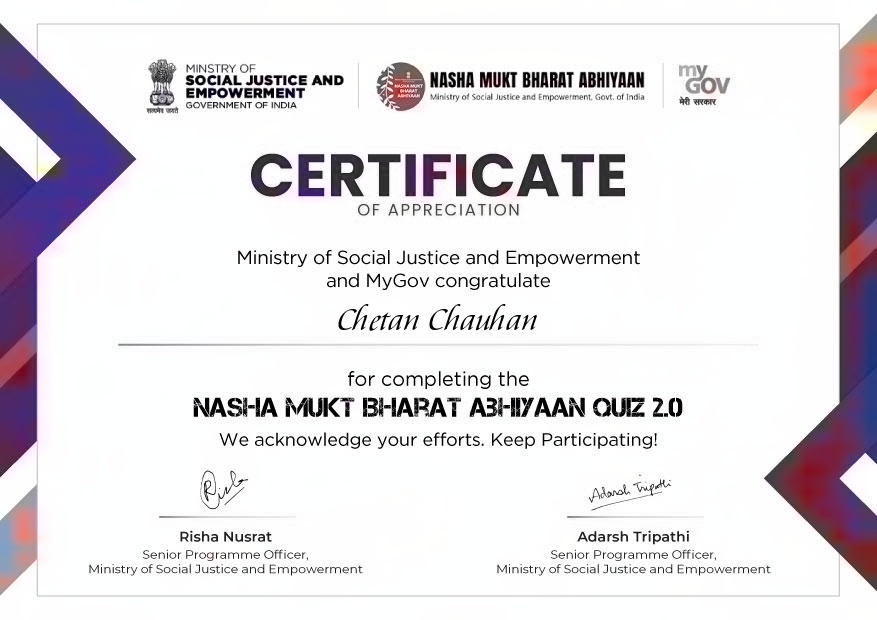 MINISTRY OF
SOCIAL JUSTICE AND
EMPOWERMENT
GOVERNMENT OF INDIA
सत्यमेव जयते
NASHA MUKT
BHARAT
ABHIYAAN
NASHA MUKT BHARAT ABHIYAAN
Ministry of Social Justice and Empowerment, Govt. of India
my
GOV
मेरी सरकार
CERTIFICATE
OF APPRECIATION
Ministry of Social Justice and Empowerment
and MyGov congratulate
Chetan Chauhan
for completing the
NASHA MUKT BHARAT ABHIYAAN QUIZ 2.0
We acknowledge your efforts. Keep Participating!
Adarsh Tripathi
Risha Nusrat
Senior Programme Officer,
Ministry of Social Justice and Empowerment
Adarsh Tripathi
Senior Programme Officer,
Ministry of Social Justice and Empowerment